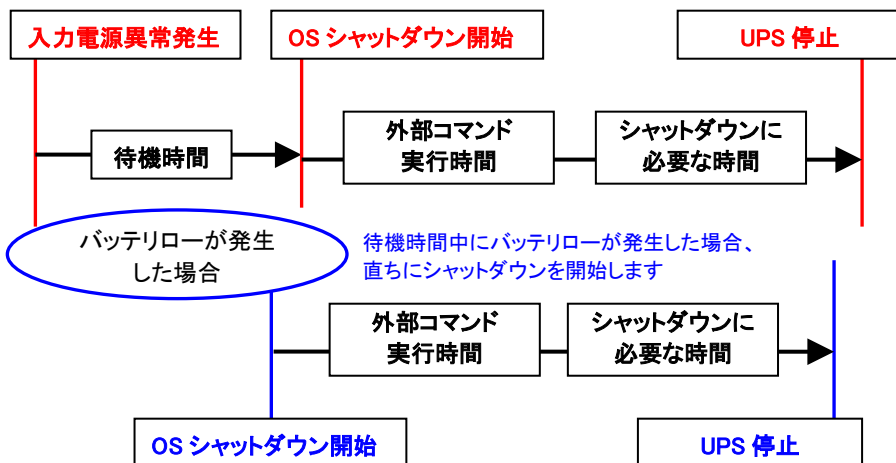 入力電源異常発生
OS シャットダウン開始
UPS 停止
待機時間
外部コマンド
実行時間
シャットダウンに
必要な時間
バッテリローが発生
した場合
待機時間中にバッテリローが発生した場合、
直ちにシャットダウンを開始します
外部コマンド
実行時間
シャットダウンに
必要な時間
OS シャットダウン開始
UPS 停止